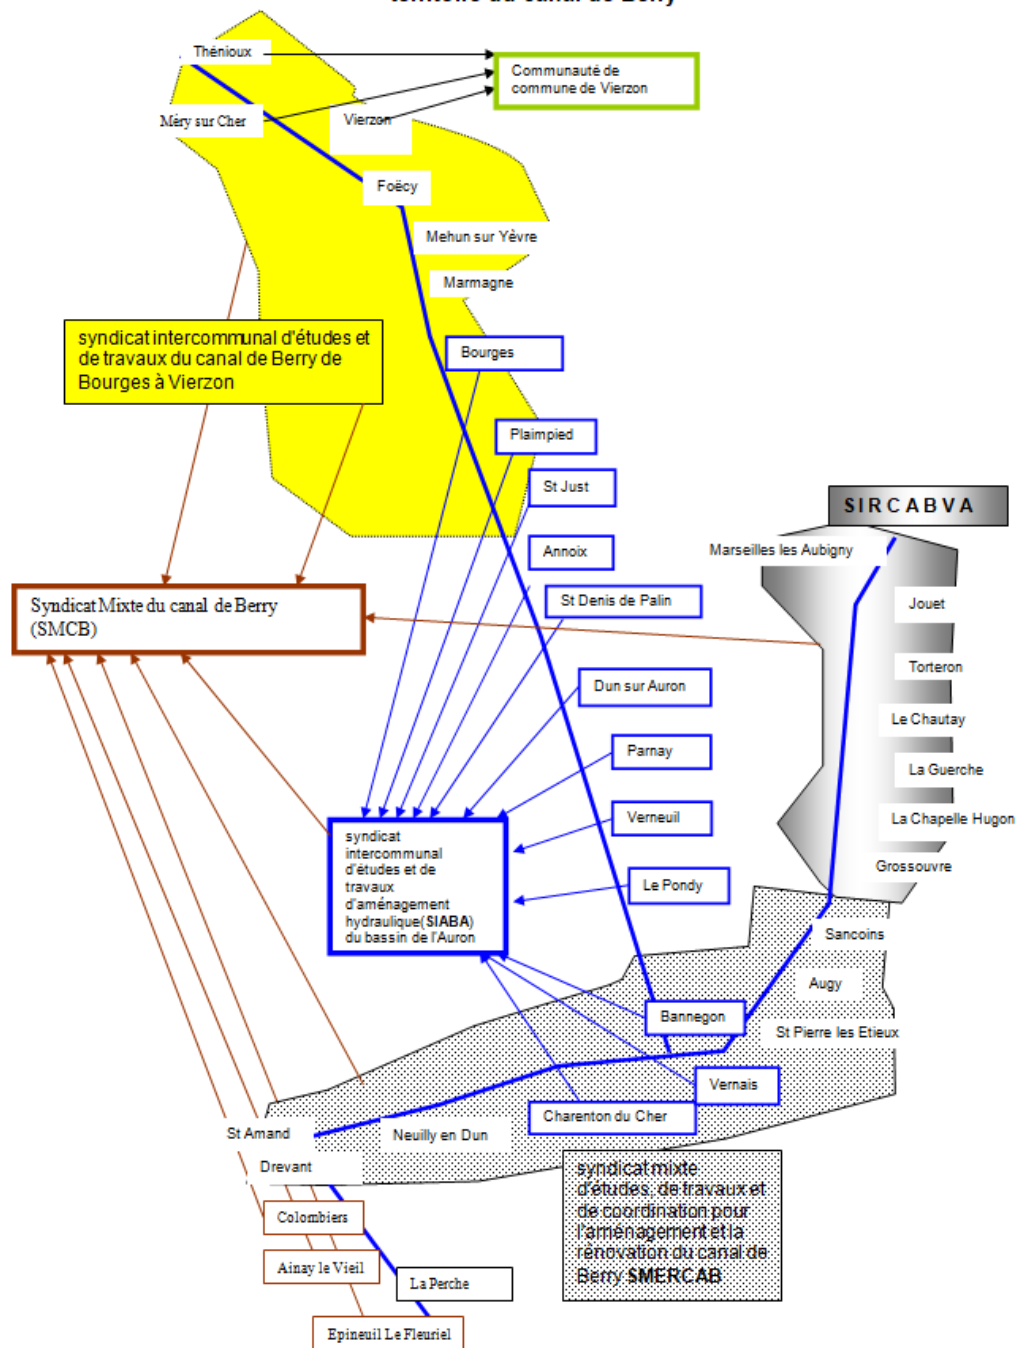 territoire du canal de Berry
Thénioux
Communauté de
commune de Vierzon
Méry sur Cher
Vierzon
Foëcy
Mehun sur Yèvre
Marmagne
syndicat intercommunal d'études et
de travaux du canal de Berry de
Bourges à Vierzon
Bourges
Plaimpied
St Just
SIRCABVA
Annoix
Marseilles les Aubigny
St Denis de Palin
Syndicat Mixte du canal de Berry
(SMCB)
Jouet
Torteron
Dun sur Auron
Le Chautay
Parnay
La Guerche
Verneuil
La Chapelle Hugon
syndicat
intercommunal
d'études et de
travaux
d'aménagement
hydraulique(SIABA)
du bassin de l'Auron
Grossouvre
Le Pondy
Sancoins
Augy
Bannegon
St Pierre les Etieux
Vernais
Charenton du Cher
St Amand
Neuilly en Dun
Drevant
syndicat mixte
d'études, de travaux et
de coordination pour
l'aménagement et la
rénovation du canal de
Berry SMERCAB
Colombiers
Ainay le Vieil
La Perche
Epineuil Le Fleuriel